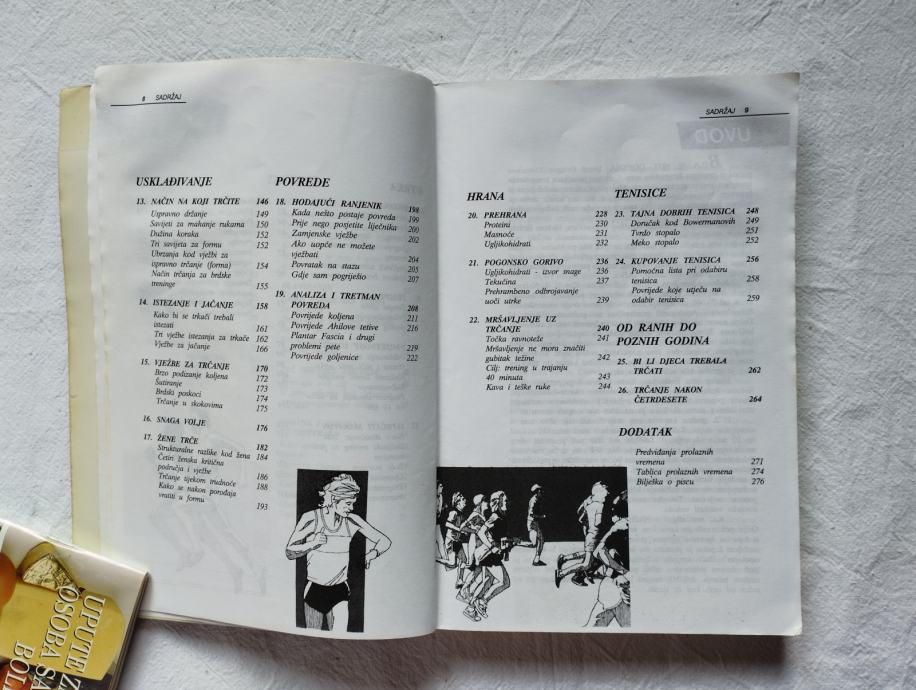 8 SADRŽAJ
USKLAĐIVANJE
13. NAČIN NA KOJI TRČITE 146
Uspravno držanje 149
Savijeti za mahanje rukama 150
Dužina koraka 152
Tri savijeta za formu 152
Ubrzanja kod vježbi za
ispravno trčanje (forma) 154
Način trčanja za brdske
treninge 155
14. ISTEZANJE I JAČANJE 158
Kako bi se trkači trebali
istezati 161
Tri vježbe istezanja za trkače 162
Vježbe za jačanje 166
15. VJEŽBE ZA TRČANJE 170
Brzo podizanje koljena 172
Šutiranje 173
Brdski poskoci 174
Trčanje u skokovima 175
16. SNAGA VOLJE 176
17. ŽENE TRČE 182
Strukturalne razlike kod žena 184
Četiri ženska kritična
područja i vježbe 186
Trčanje tijekom trudnoće 188
Kako se nakon porođaja
vratiti u formu 193
POVREDE
18. HODAJUĆI RANJENIK 198
Kada nešto postaje povreda 199
Prije nego posjetite liječnika 200
Zamjenske vježbe 202
Ako uopće ne možete
vježbati 204
Povratak na stazu 205
Gdje sam pogriješio 207
19. ANALIZA I TRETMAN
POVREDA 208
Povrijede koljena 211
Povrijede Ahilove tetive 216
Plantar Fascia i drugi
problemi pete 219
Povrijede goljenice 222
SADRŽAJ 9
UVOD
HRANA
20. PREHRANA 228
Proteini 230
Masnoće 231
Ugljikohidrati 232
21. POGONSKO GORIVO 236
Ugljikohidrati - izvor snage 236
Tekućina 237
Prehrambeno odbrojavanje
uoči utrke 239
22. MRŠAVLJENJE UZ
TRČANJE 240
Točka ravnoteže 241
Mršavljenje ne mora značiti
gubitak težine 242
Cilj: trening u trajanju
40 minuta 243
Kava i teške ruke 244
TENISICE
23. TAJNA DOBRIH TENISICA 248
Doručak kod Bowermanovih 249
Tvrdo stopalo 251
Meko stopalo 252
24. KUPOVANJE TENISICA 256
Pomoćna lista pri odabiru
tenisica 258
Povrijede koje utječu na
odabir tenisica 259
OD RANIH DO
POZNIH GODINA
25. BI LI DJECA TREBALA
TRČATI 262
26. TRČANJE NAKON
ČETRDESETE 264
DODATAK
Predviđanja prolaznih
vremena 271
Tablica prolaznih vremena 274
Bilješka o piscu 276
UPUTE ZA
OSOBA SA
BOL